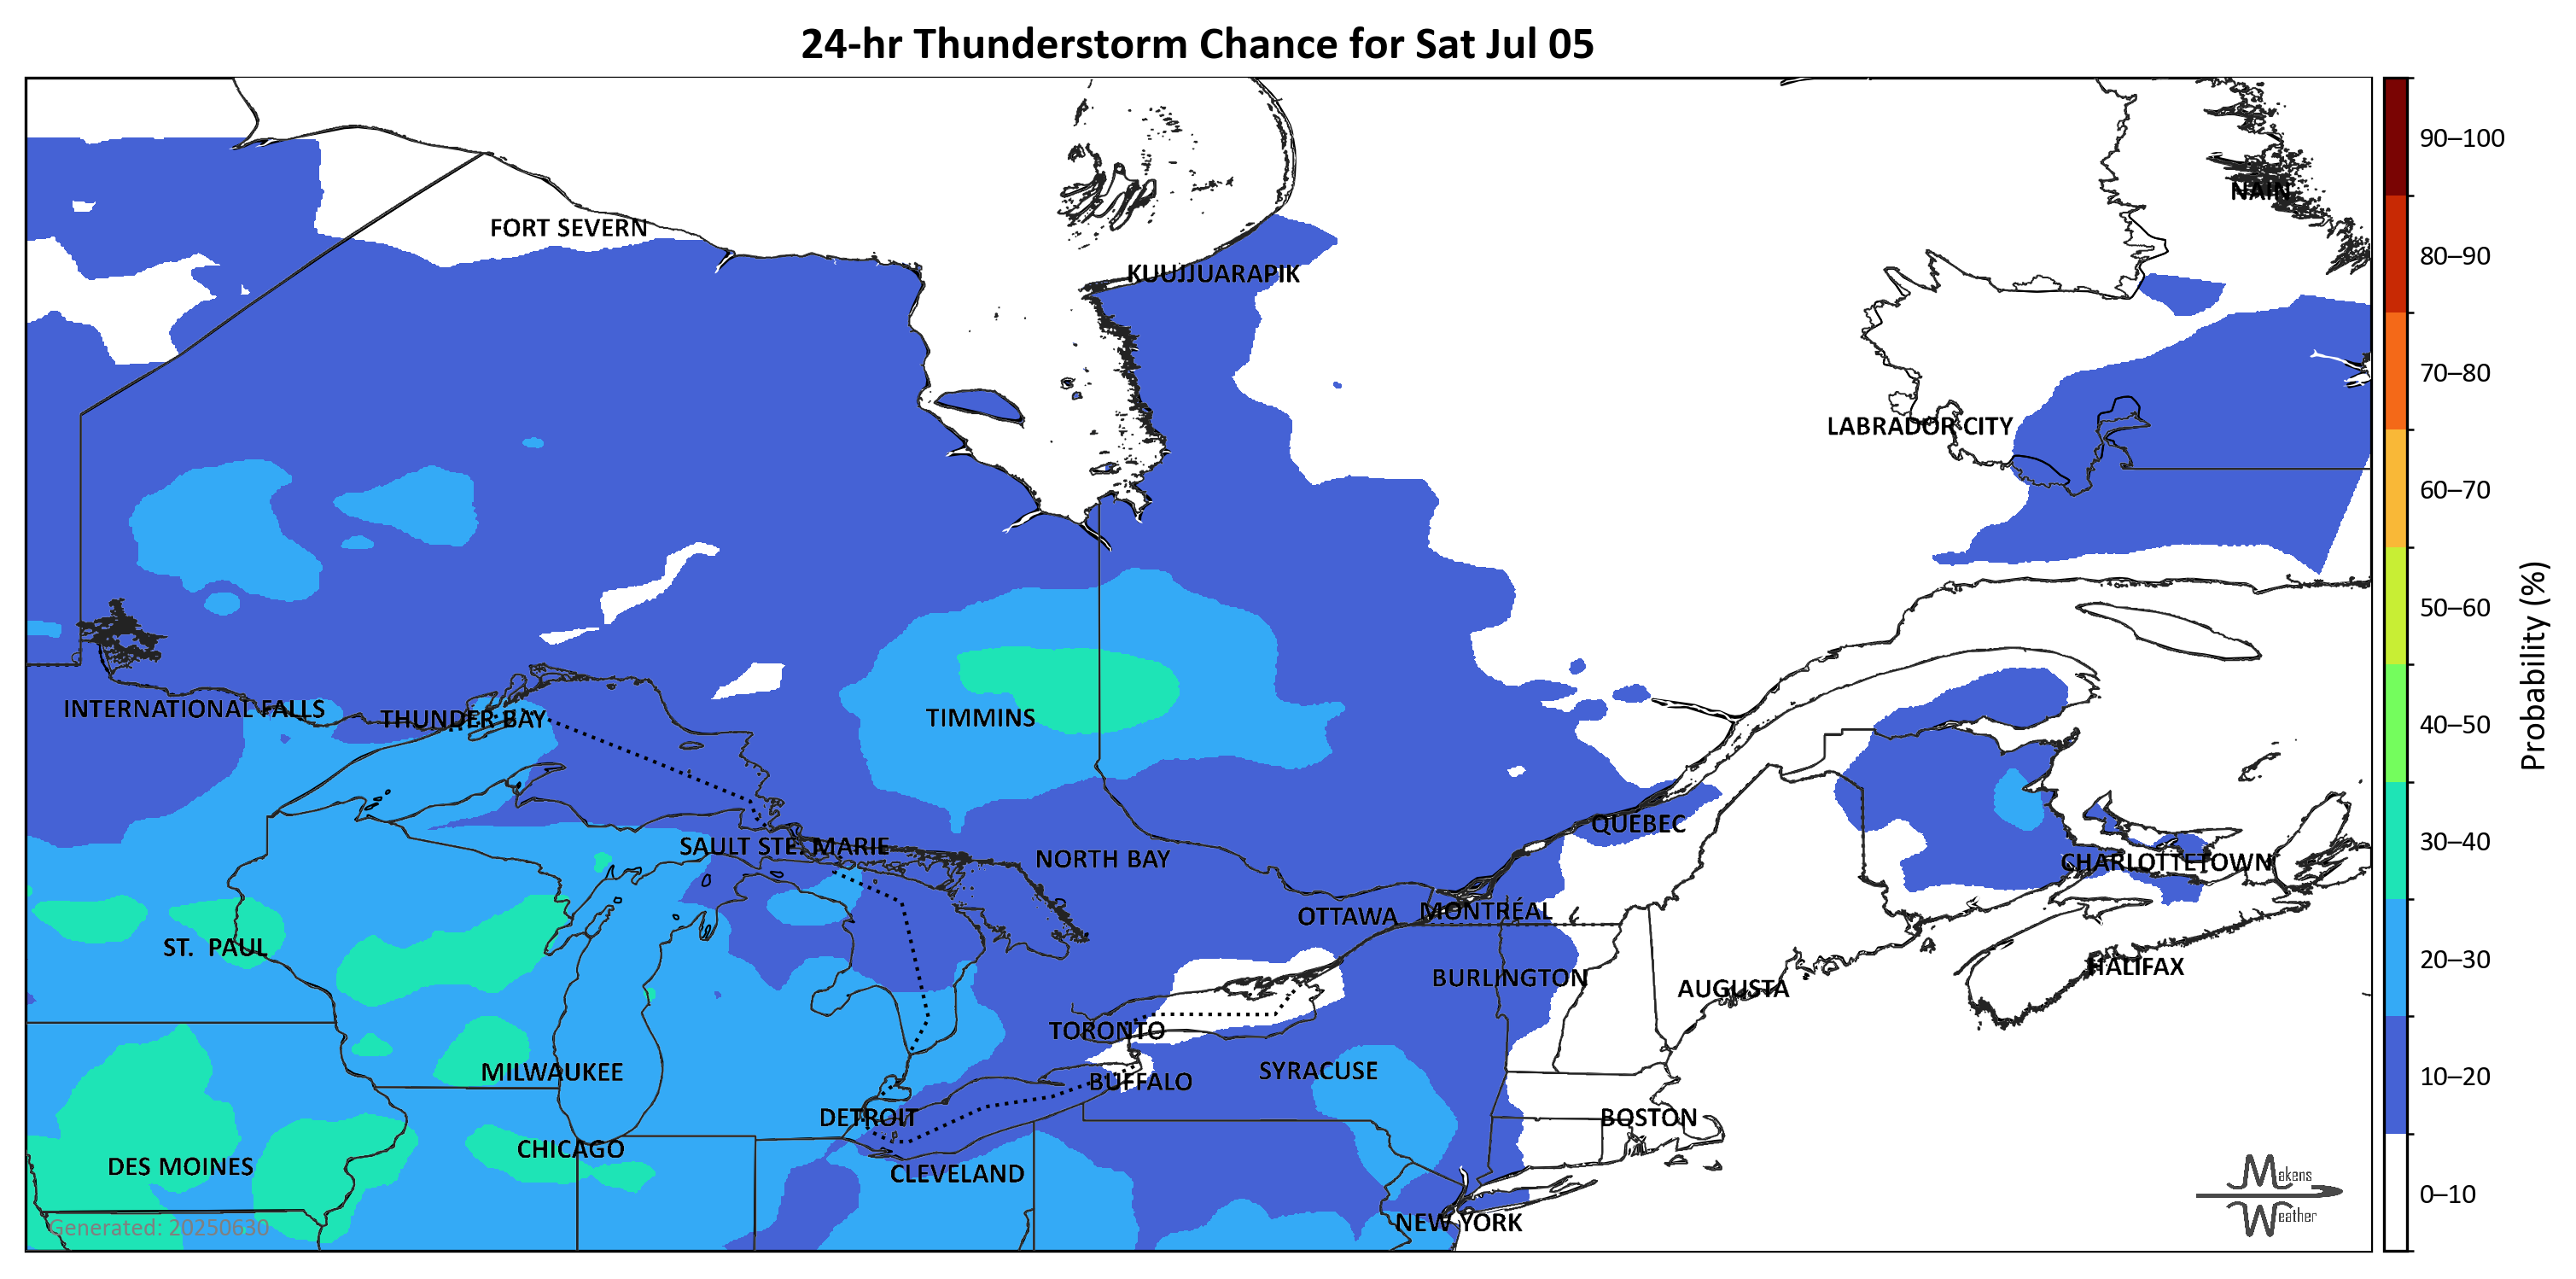 24-hr Thunderstorm Chance for Sat Jul 05
90–100
NAIN
FORT SEVERN
80–90
KUUJJUARAPIK
70–80
LABRADOR CITY
60–70
50–60
Probability (%)
INTERNATIONAL FALLS
THUNDER BAY
TIMMINS
40–50
QUEBEC
SAULT STE. MARIE
NORTH BAY
30–40
CHARLOTTETOWN
OTTAWA
MONTRÉAL
ST. PAUL
HALIFAX
20–30
BURLINGTON
AUGUSTA
TORONTO
MILWAUKEE
SYRACUSE
BUFFALO
10–20
DETROIT
BOSTON
CHICAGO
DES MOINES
CLEVELAND
Makens
Weather
0–10
NEW YORK
Generated: 20250630